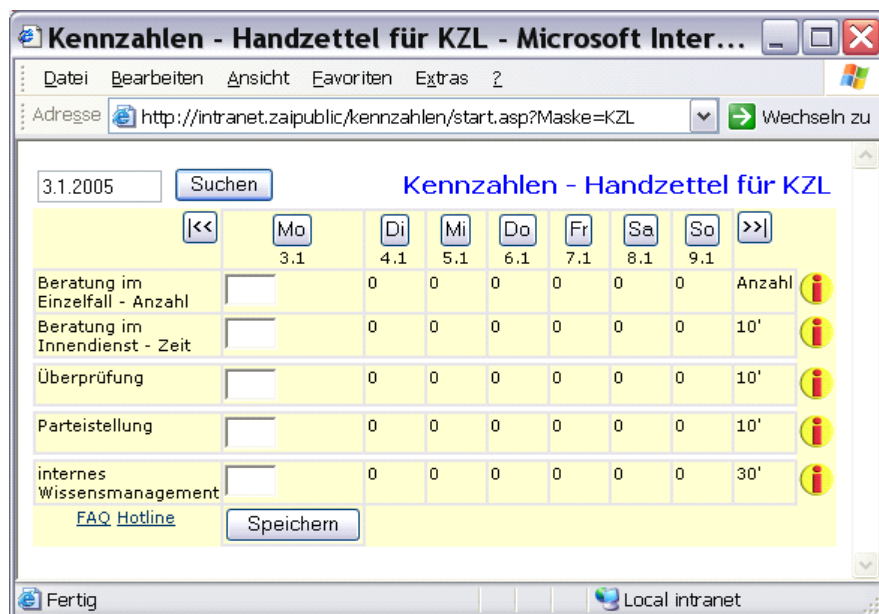 Kennzahlen - Handzettel für KZL - Microsoft Inter...
Datei Bearbeiten Ansicht Favoriten Extras ?
Adresse http://intranet.zaipublic/kennzahlen/start.asp?Maske=KZL Wechseln zu
3.1.2005 Suchen Kennzahlen - Handzettel für KZL
|<< Mo Di Mi Do Fr Sa So >>|
3.1 4.1 5.1 6.1 7.1 8.1 9.1
Beratung im 0 0 0 0 0 0 Anzahl
Einzelfall - Anzahl
Beratung im 0 0 0 0 0 0 10'
Innendienst - Zeit
Überprüfung 0 0 0 0 0 0 10'
Parteistellung 0 0 0 0 0 0 10'
internes 0 0 0 0 0 0 30'
Wissensmanagement
FAQ Hotline Speichern
Fertig Local intranet